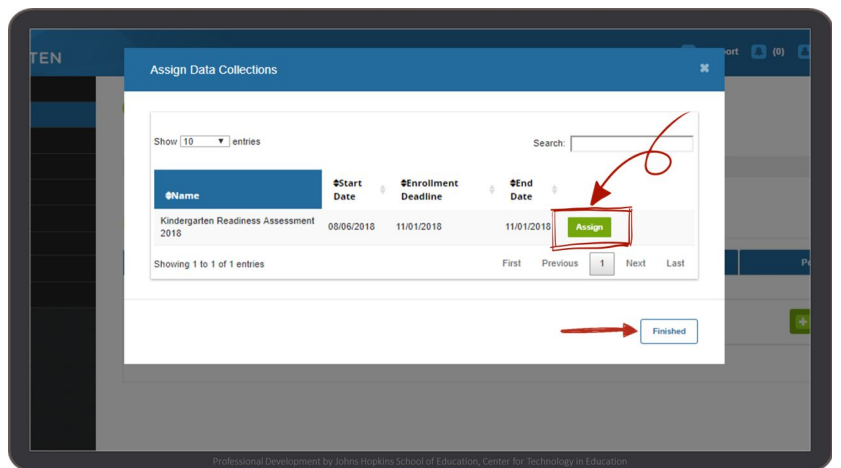 TEN
ort (0)
Assign Data Collections
Show 10 entries
Search:
Name
Start Date
Enrollment Deadline
End Date
Kindergarten Readiness Assessment 2018
08/06/2018
11/01/2018
11/01/2018
Assign
Showing 1 to 1 of 1 entries
First Previous 1 Next Last
Finished
Professional Development by Johns Hopkins School of Education, Center for Technology in Education